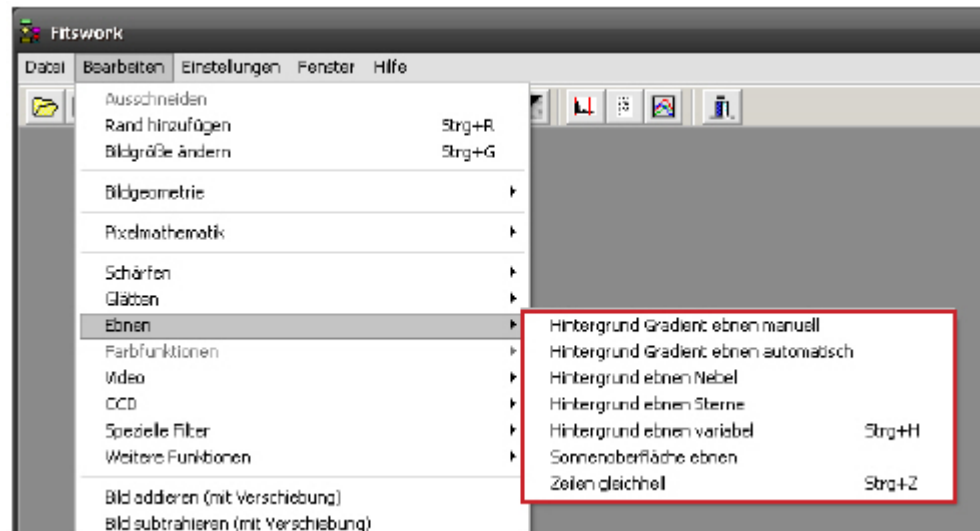 Fitswork
Datei Bearbeiten Einstellungen Fenster Hilfe
Ausschneiden
Rand hinzufügen Strg+R
Bildgröße ändern Strg+G
Bildgeometrie
Pixelmathematik
Schärfen
Glätten
Ebnen
Farbfunktionen
Video
CCD
Spezielle Filter
Weitere Funktionen
Bild addieren (mit Verschiebung)
Bild subtrahieren (mit Verschiebung)
Hintergrund Gradient ebnen manuell
Hintergrund Gradient ebnen automatisch
Hintergrund ebnen Nebel
Hintergrund ebnen Sterne
Hintergrund ebnen variabel Strg+H
Sonnenoberfläche ebnen
Zeilen gleichhell Strg+Z